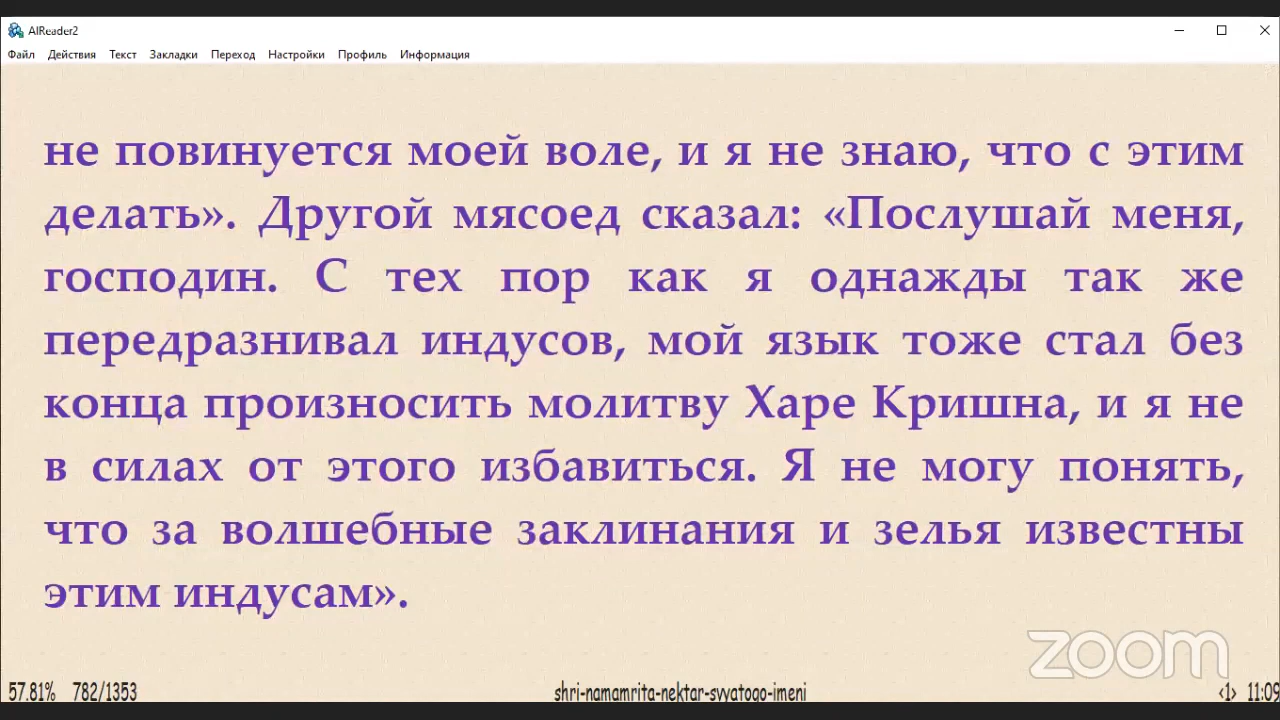 AlReader2
Файл Действия Текст Закладки Переход Настройки Профиль Информация
не повинуется моей воле, и я не знаю, что с этим
делать». Другой мясоед сказал: «Послушай меня,
господин. С тех пор как я однажды так же
передразнивал индусов, мой язык тоже стал без
конца произносить молитву Харе Кришна, и я не
в силах от этого избавиться. Я не могу понять,
что за волшебные заклинания и зелья известны
этим индусам».
zoom
57.81% 782/1353 shri-namamrita-nektar-svyatogo-imeni ‹1› 11:09